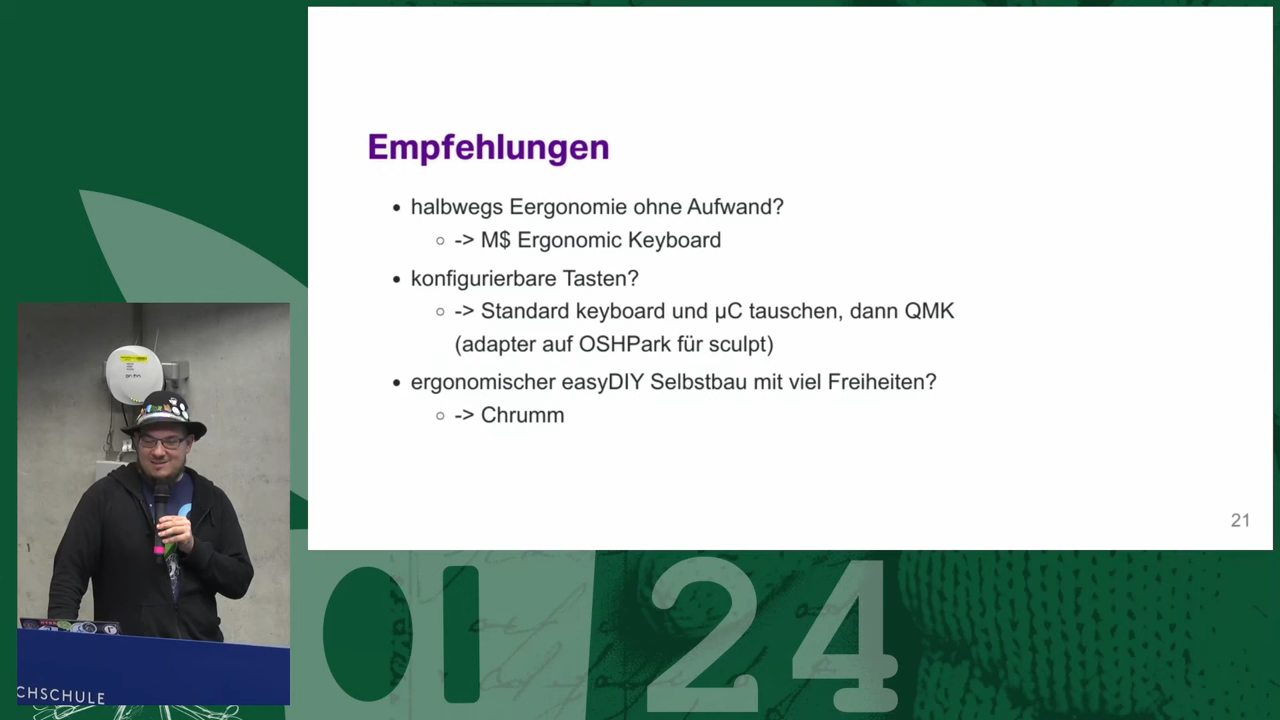 Empfehlungen
• halbwegs Eergonomie ohne Aufwand?
○ -> M$ Ergonomic Keyboard
• konfigurierbare Tasten?
○ -> Standard keyboard und µC tauschen, dann QMK
(adapter auf OSHPark für sculpt)
• ergonomischer easyDIY Selbstbau mit viel Freiheiten?
○ -> Chrumm
21
CHSCHULE
24